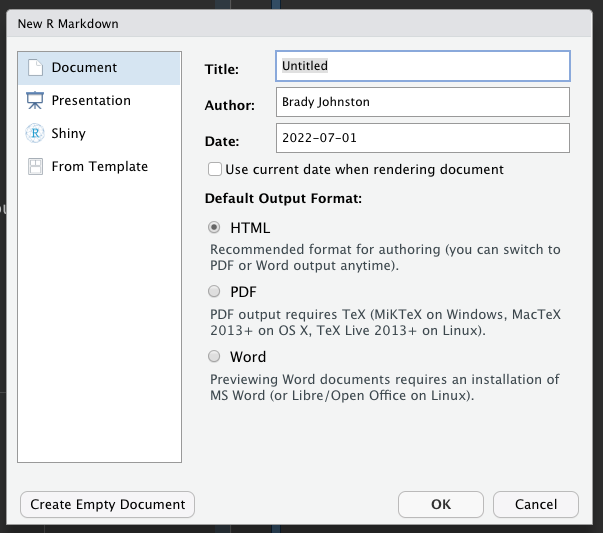 New R Markdown
Document
Presentation
Shiny
From Template
Title:
Untitled
Author:
Brady Johnston
Date:
2022-07-01
Use current date when rendering document
Default Output Format:
HTML
Recommended format for authoring (you can switch to
PDF or Word output anytime).
PDF
PDF output requires TeX (MiKTeX on Windows, MacTeX
2013+ on OS X, TeX Live 2013+ on Linux).
Word
Previewing Word documents requires an installation of
MS Word (or Libre/Open Office on Linux).
Create Empty Document
OK
Cancel